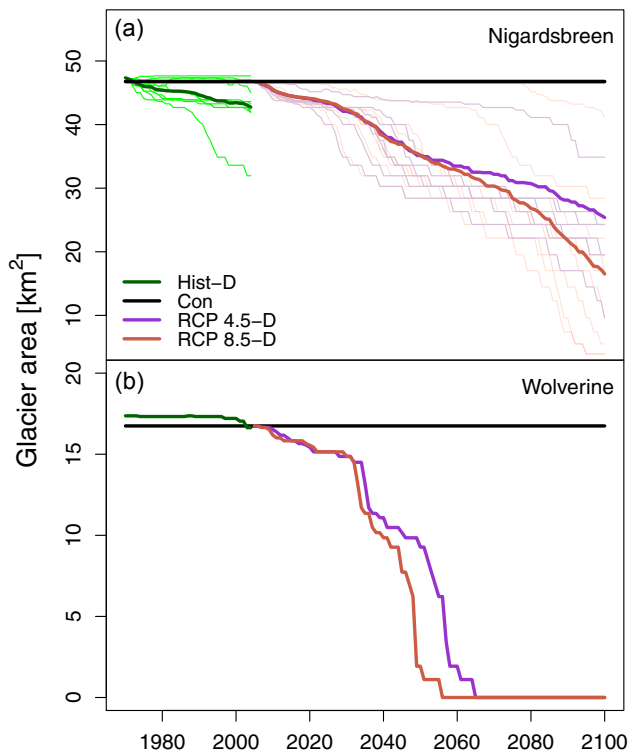 (a)
Nigardsbreen
50
40
30
20
10
Hist−D
Con
RCP 4.5−D
RCP 8.5−D
Glacier area [km²]
(b)
Wolverine
20
15
10
5
0
1980 2000 2020 2040 2060 2080 2100